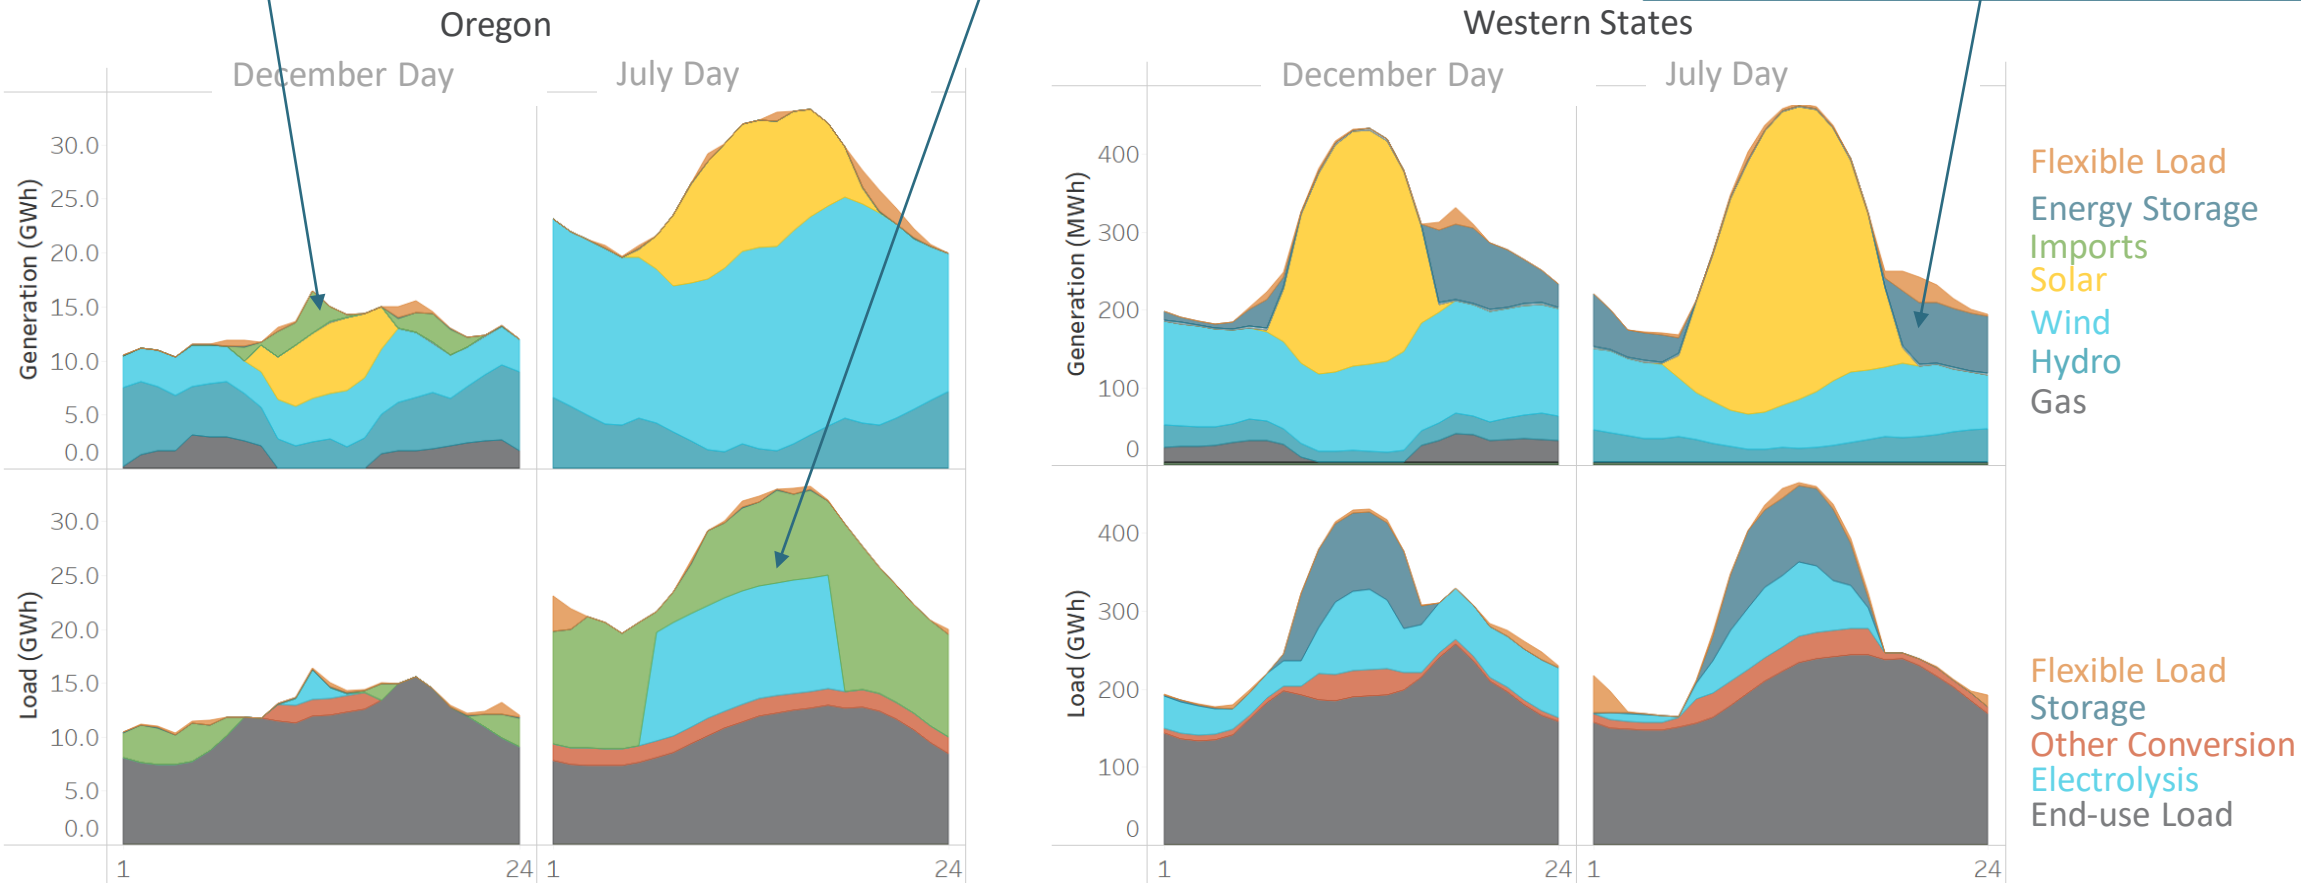 Oregon
Western States
December Day
July Day
December Day
July Day
Generation (GWh)
30.0
25.0
20.0
15.0
10.0
5.0
0.0
Generation (MWh)
400
300
200
100
0
Flexible Load
Energy Storage
Imports
Solar
Wind
Hydro
Gas
Load (GWh)
30.0
25.0
20.0
15.0
10.0
5.0
0.0
Load (GWh)
400
300
200
100
0
Flexible Load
Storage
Other Conversion
Electrolysis
End-use Load
1
24
1
24
1
24
1
24